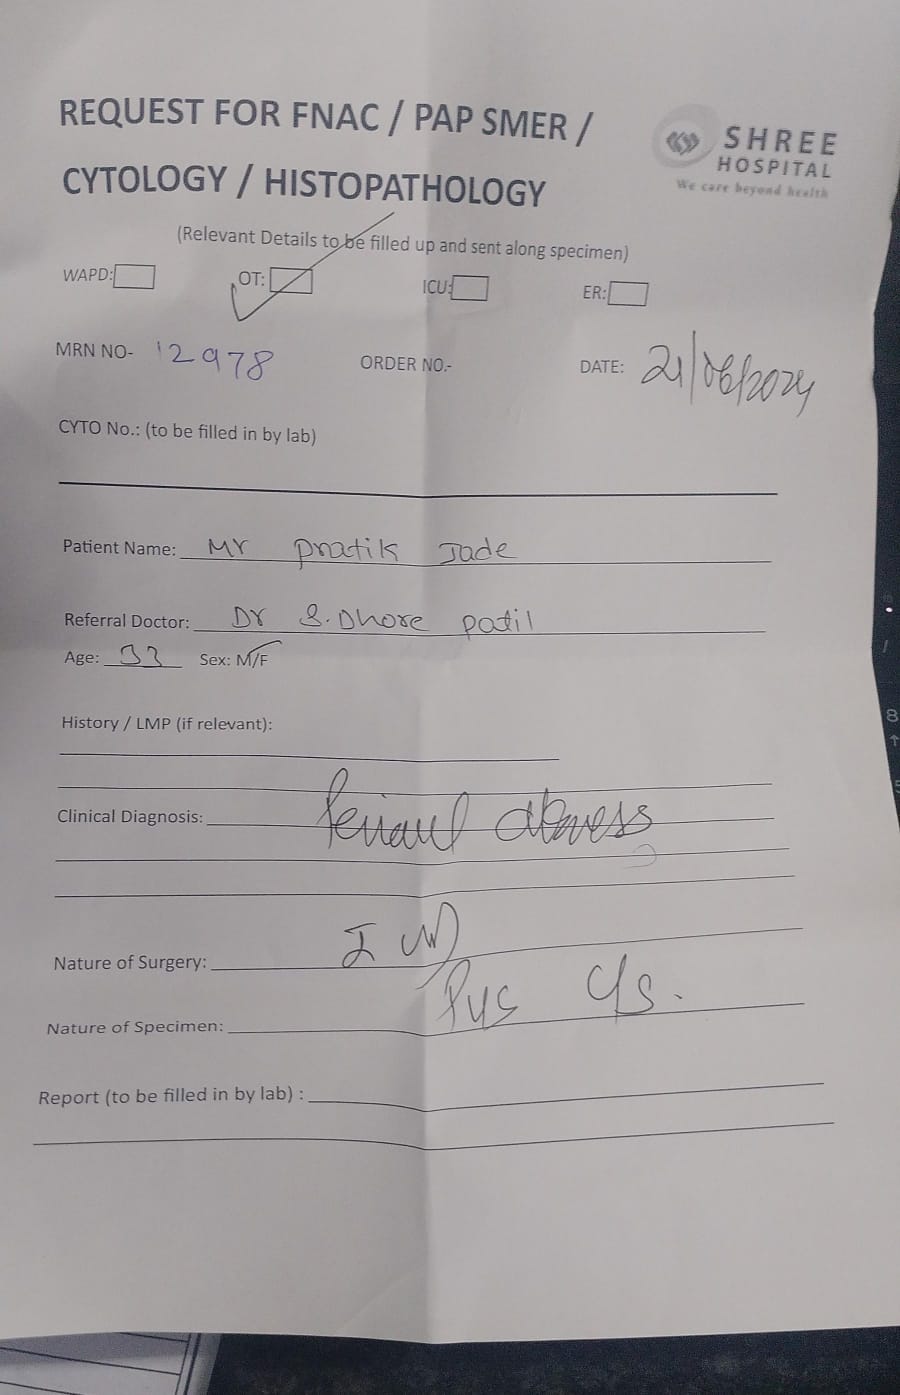 REQUEST FOR FNAC / PAP SMER /
CYTOLOGY / HISTOPATHOLOGY
SHREE
HOSPITAL
We care beyond health
(Relevant Details to be filled up and sent along specimen)
WAPD: OT: ICU: ER:
MRN NO- 12978 ORDER NO.- DATE: 21/06/2024
CYTO No.: (to be filled in by lab)
Patient Name: Mr Pratik Jade
Referral Doctor: Dr S. Dhore patil
Age: 33 Sex: M/F
History / LMP (if relevant):
Clinical Diagnosis: abscess
Nature of Surgery: I
Nature of Specimen: Pus C/s.
Report (to be filled in by lab) :